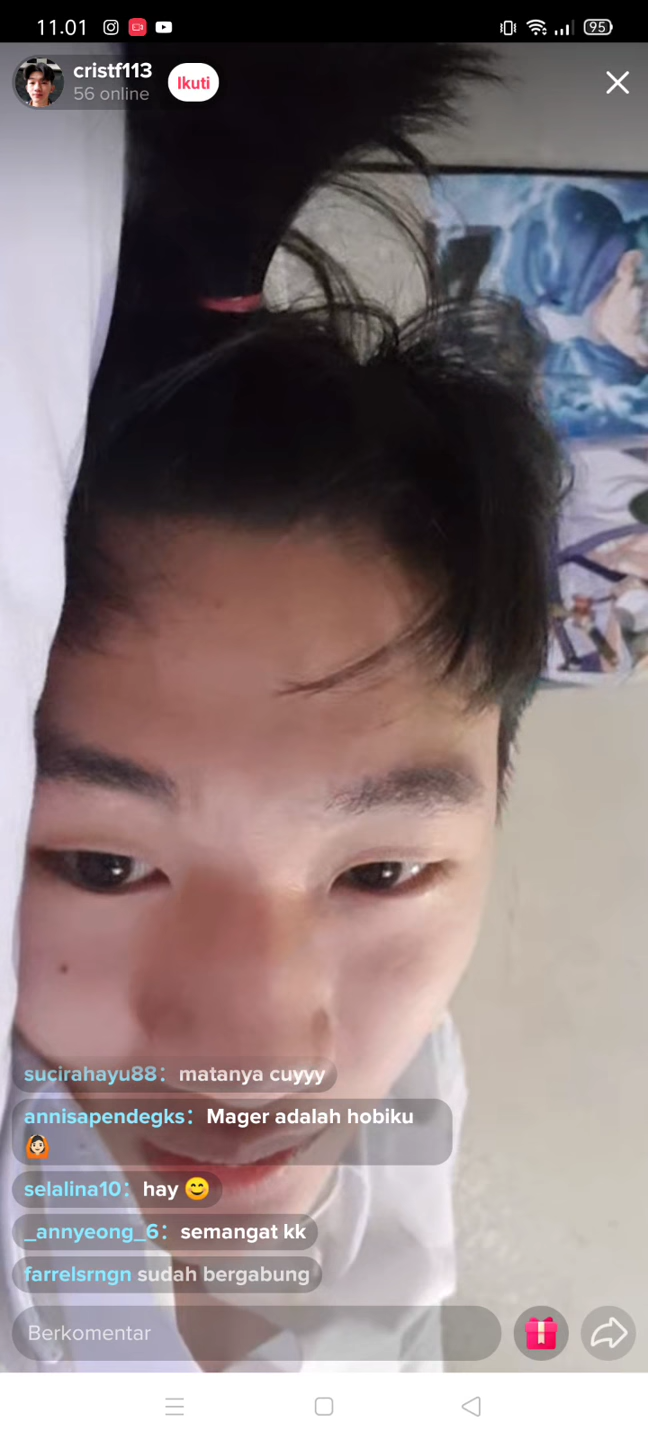 11.01
95
cristf113
56 online
Ikuti
sucirahayu88: matanya cuyyy
annisapendegks: Mager adalah hobiku
🙆🏻‍♀️
selalina10: hay 😊
_annyeong_6: semangat kk
farrelsrngn sudah bergabung
Berkomentar